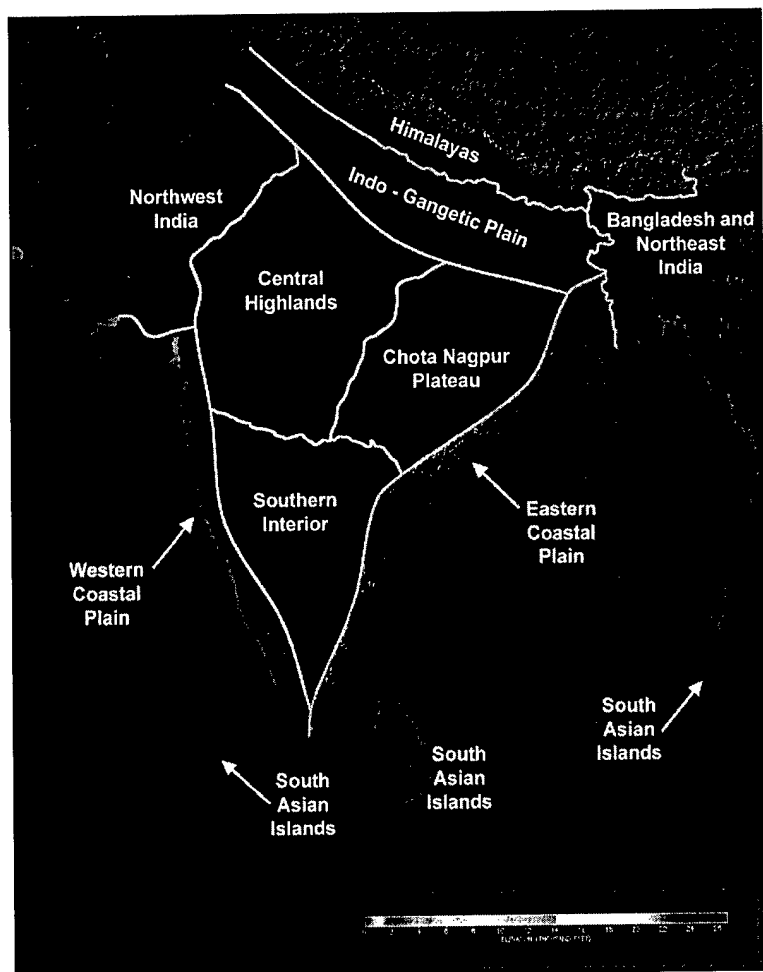 Himalayas
Indo - Gangetic Plain
Northwest
India
Bangladesh and
Northeast
India
Central
Highlands
Chota Nagpur
Plateau
Southern
Interior
Eastern
Coastal
Plain
Western
Coastal
Plain
South
Asian
Islands
South
Asian
Islands
South
Asian
Islands